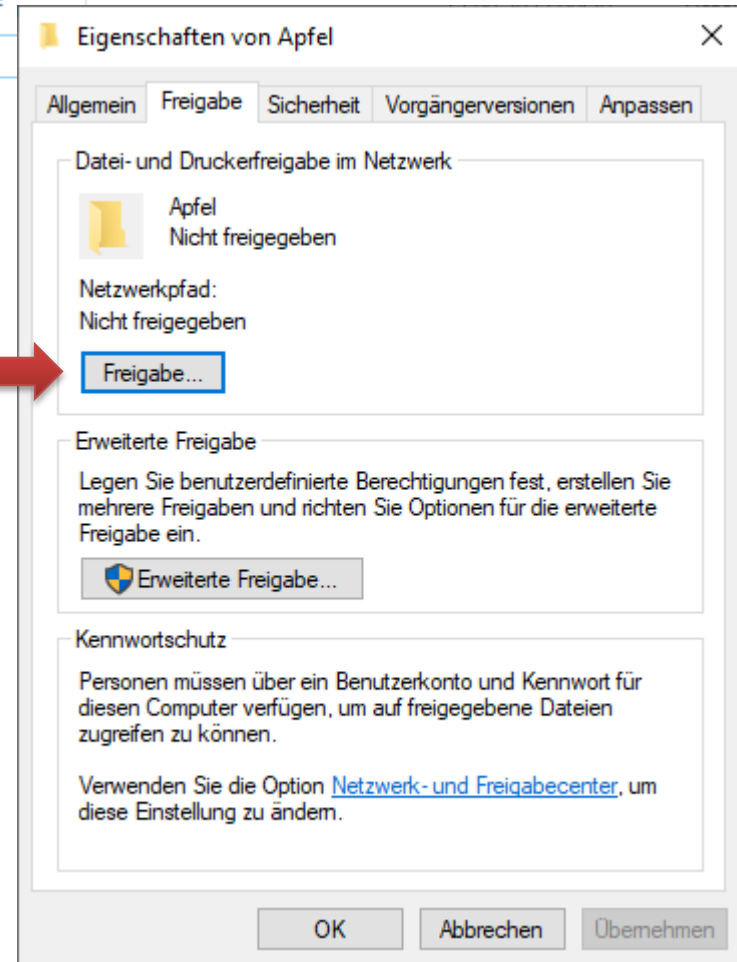 Eigenschaften von Apfel
Allgemein Freigabe Sicherheit Vorgängerversionen Anpassen
Datei- und Druckerfreigabe im Netzwerk
Apfel
Nicht freigegeben
Netzwerkpfad:
Nicht freigegeben
Freigabe...
Erweiterte Freigabe
Legen Sie benutzerdefinierte Berechtigungen fest, erstellen Sie
mehrere Freigaben und richten Sie Optionen für die erweiterte
Freigabe ein.
Erweiterte Freigabe...
Kennwortschutz
Personen müssen über ein Benutzerkonto und Kennwort für
diesen Computer verfügen, um auf freigegebene Dateien
zugreifen zu können.
Verwenden Sie die Option Netzwerk- und Freigabecenter, um
diese Einstellung zu ändern.
OK Abbrechen Übernehmen